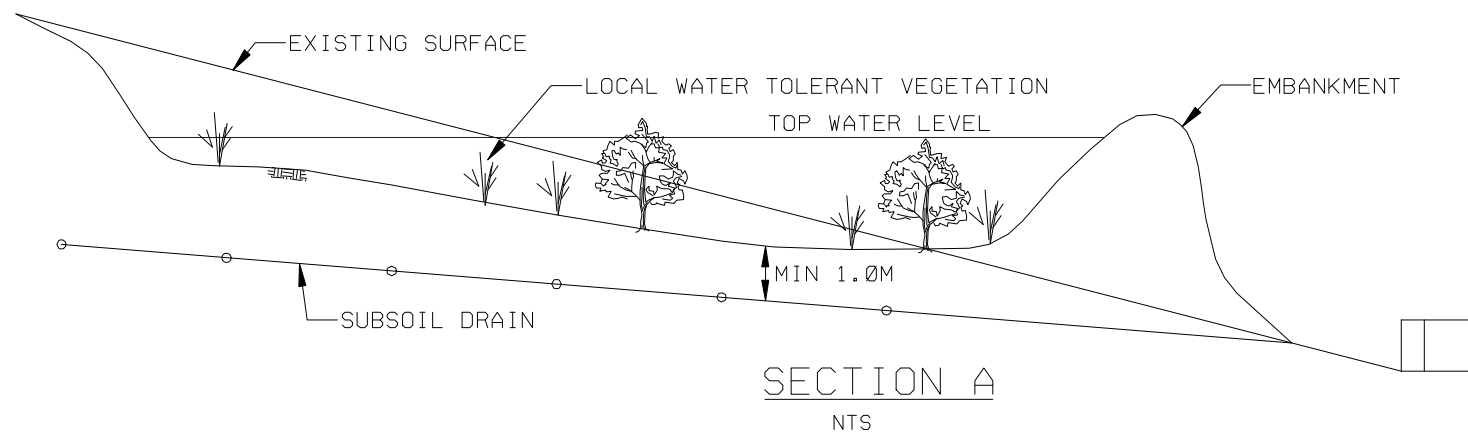 EXISTING SURFACE
LOCAL WATER TOLERANT VEGETATION
EMBANKMENT
TOP WATER LEVEL
MIN 1.0M
SUBSOIL DRAIN
SECTION A
NTS